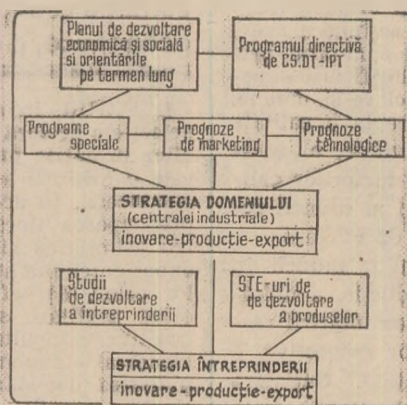 Planul de dezvoltare
economică și socială
si orientările
pe termen lung
Programul directivă
de CS.DT-IPT
Programe
speciale
Prognoze
de marketing
Prognoze
tehnologice
STRATEGIA DOMENIULUI
(centralei industriale)
inovare-producție-export
Studii
de dezvoltare
a întreprinderii
STE-uri de
de dezvoltare
a produselor
STRATEGIA ÎNTREPRINDERII
inovare-producție-export